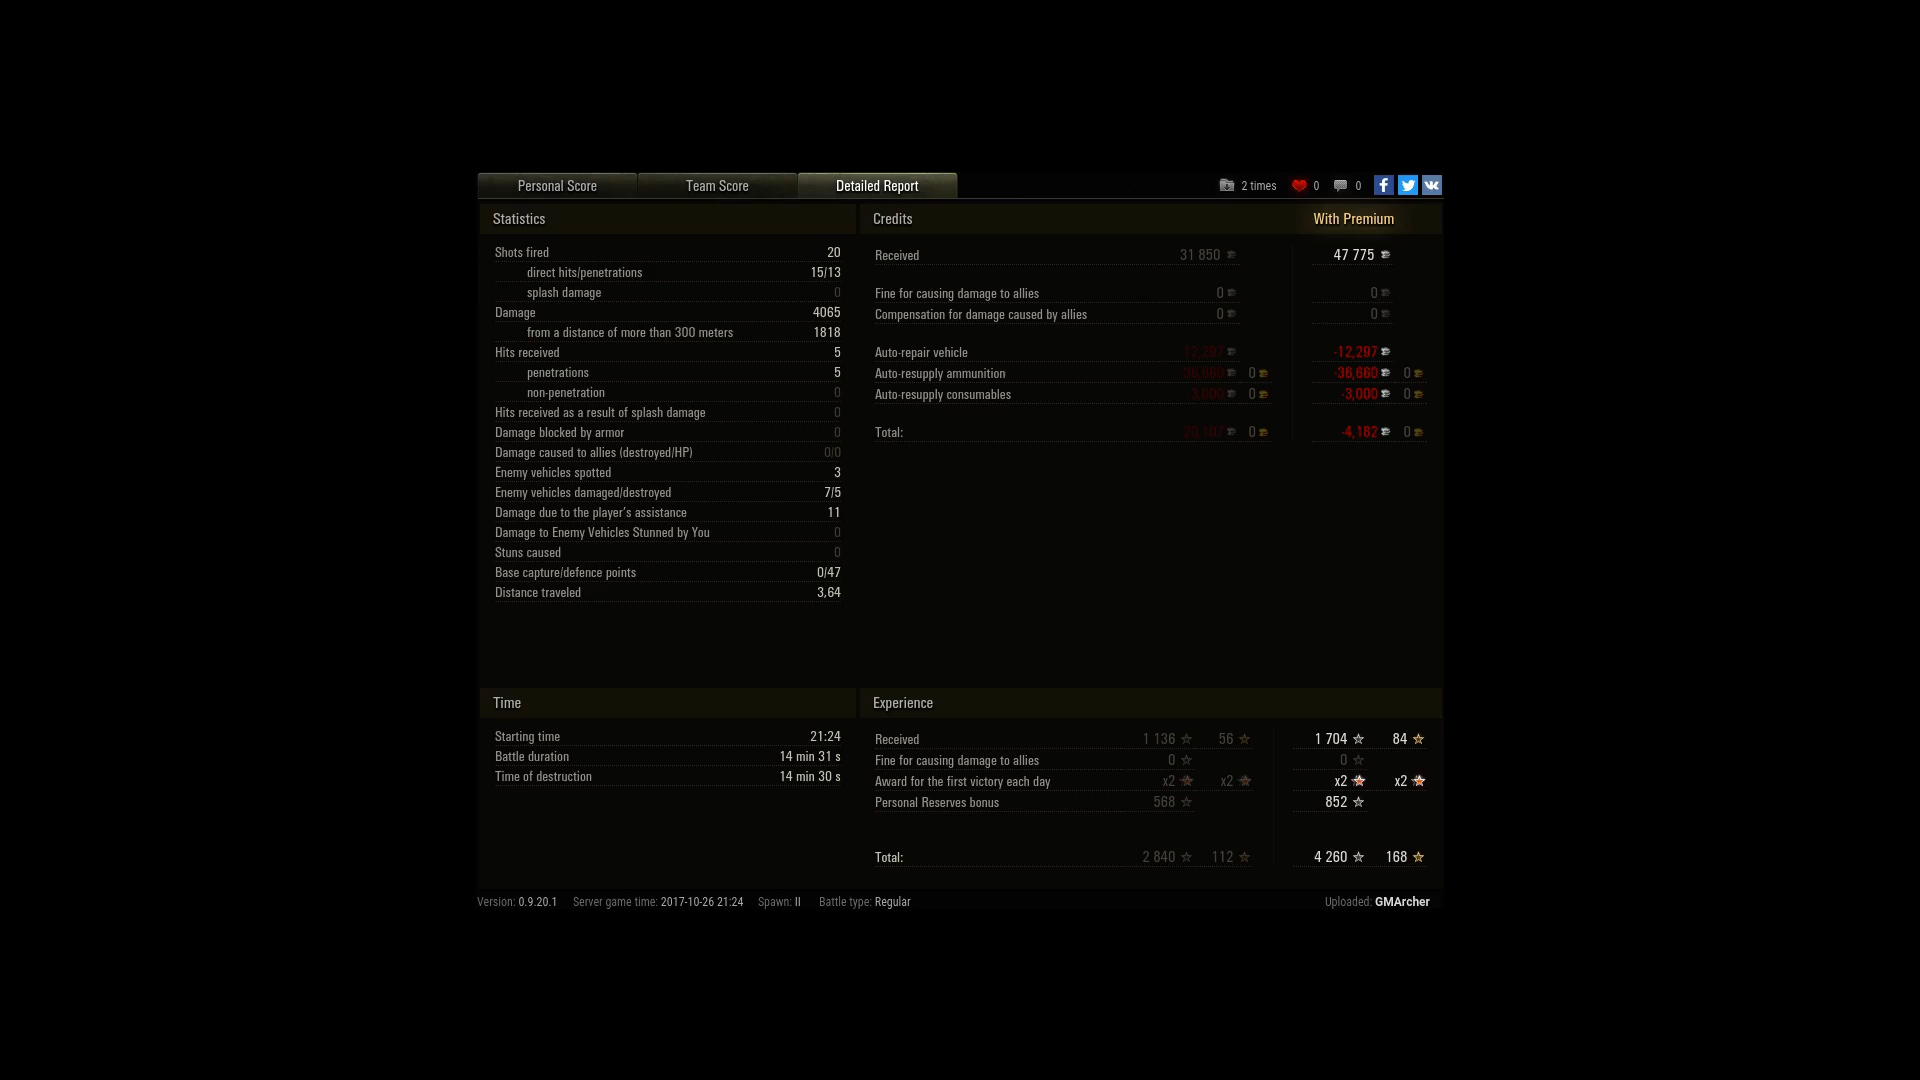 Personal Score Team Score Detailed Report 2 times 0 0
Statistics
Shots fired 20
direct hits/penetrations 15/13
splash damage 0
Damage 4065
from a distance of more than 300 meters 1818
Hits received 5
penetrations 5
non-penetration 0
Hits received as a result of splash damage 0
Damage blocked by armor 0
Damage caused to allies (destroyed/HP) 0/0
Enemy vehicles spotted 3
Enemy vehicles damaged/destroyed 7/5
Damage due to the player's assistance 11
Damage to Enemy Vehicles Stunned by You 0
Stuns caused 0
Base capture/defence points 0/47
Distance traveled 3,64
Credits With Premium
Received 31 850 47 775
Fine for causing damage to allies 0 0
Compensation for damage caused by allies 0 0
Auto-repair vehicle 12,297 -12,297
Auto-resupply ammunition 36,660 0 -36,660 0
Auto-resupply consumables 3,000 0 -3,000 0
Total: 20,107 0 -4,182 0
Time
Starting time 21:24
Battle duration 14 min 31 s
Time of destruction 14 min 30 s
Experience
Received 1 136 56 1 704 84
Fine for causing damage to allies 0 0
Award for the first victory each day x2 x2 x2 x2
Personal Reserves bonus 568 852
Total: 2 840 112 4 260 168
Version: 0.9.20.1 Server game time: 2017-10-26 21:24 Spawn: II Battle type: Regular Uploaded: GMArcher